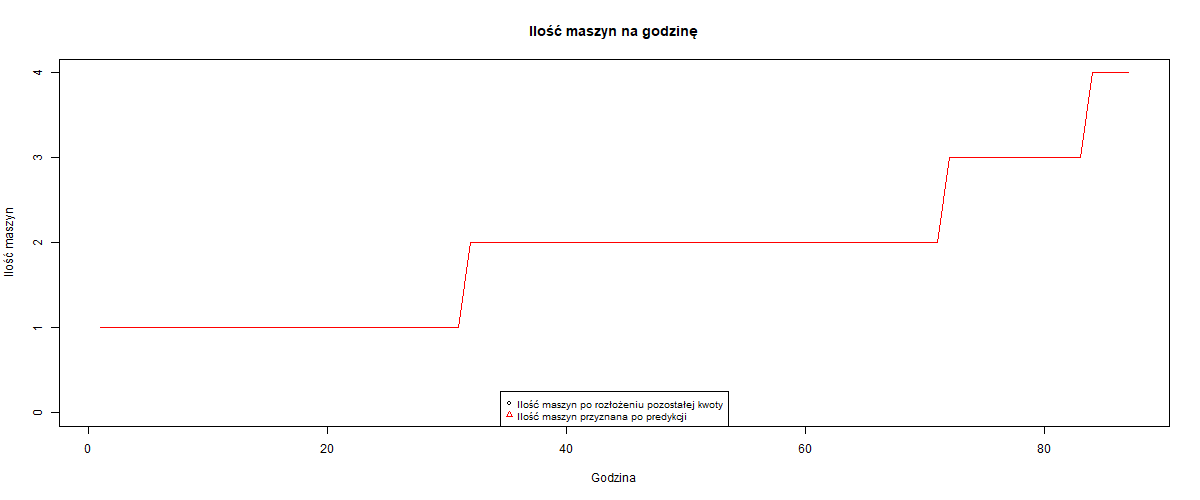 Ilość maszyn na godzinę
Ilość maszyn
4
3
2
1
0
Ilość maszyn po rozłożeniu pozostałej kwoty
Ilość maszyn przyznana po predykcji
0 20 40 60 80
Godzina